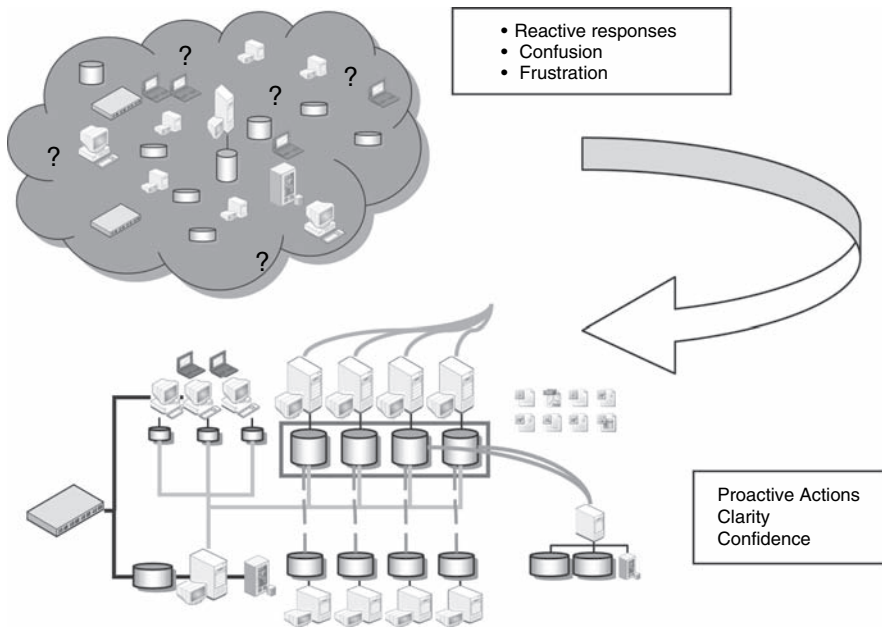 • Reactive responses
• Confusion
• Frustration
?
?
?
?
?
?
Proactive Actions
Clarity
Confidence